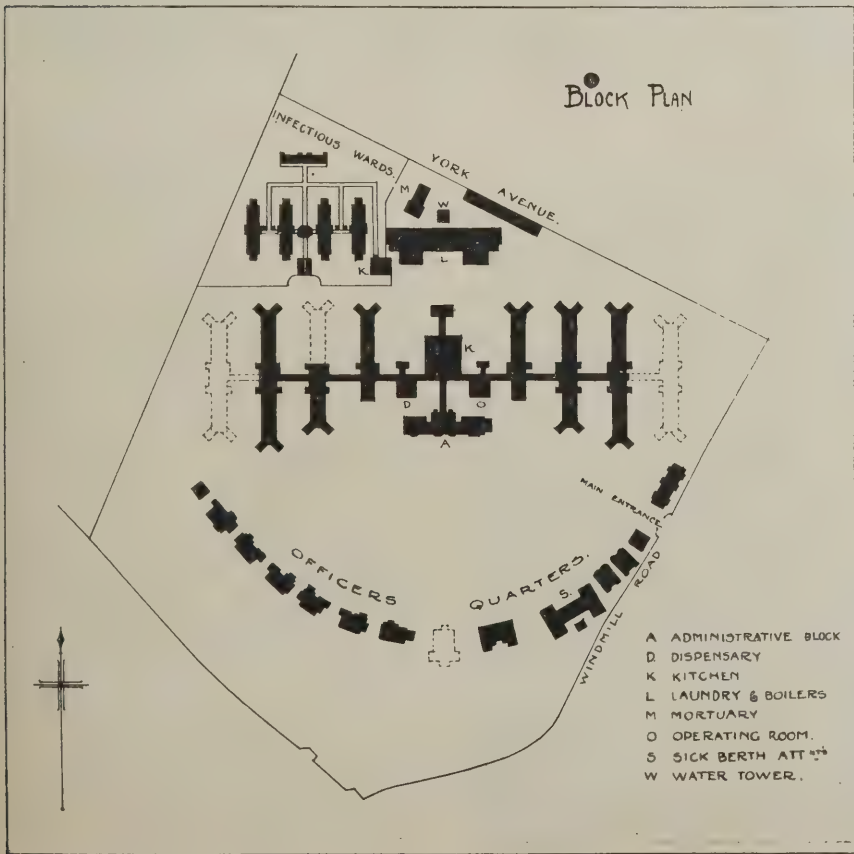 BLOCK PLAN
INFECTIOUS WARDS.
YORK AVENUE.
M
W
L
K
K
D
O
A
MAIN ENTRANCE
OFFICERS QUARTERS.
S.
WINDMILL ROAD
A ADMINISTRATIVE BLOCK
D DISPENSARY
K KITCHEN
L LAUNDRY & BOILERS
M MORTUARY
O OPERATING ROOM.
S SICK BERTH ATTNTS
W WATER TOWER.